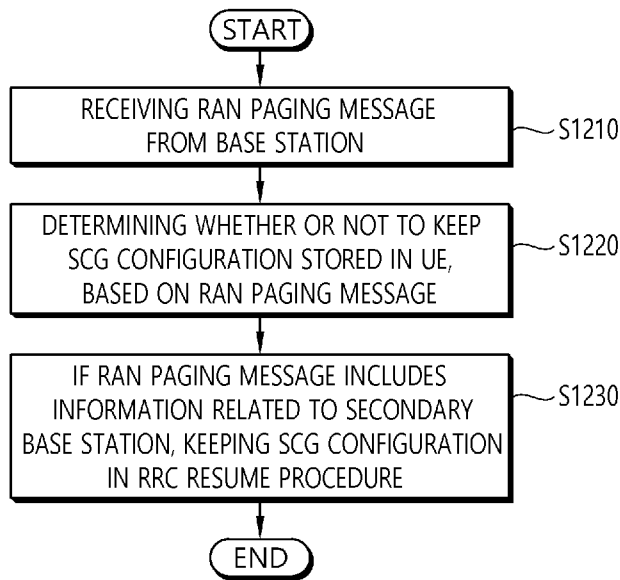 START
RECEIVING RAN PAGING MESSAGE
FROM BASE STATION
S1210
DETERMINING WHETHER OR NOT TO KEEP
SCG CONFIGURATION STORED IN UE,
BASED ON RAN PAGING MESSAGE
S1220
IF RAN PAGING MESSAGE INCLUDES
INFORMATION RELATED TO SECONDARY
BASE STATION, KEEPING SCG CONFIGURATION
IN RRC RESUME PROCEDURE
S1230
END